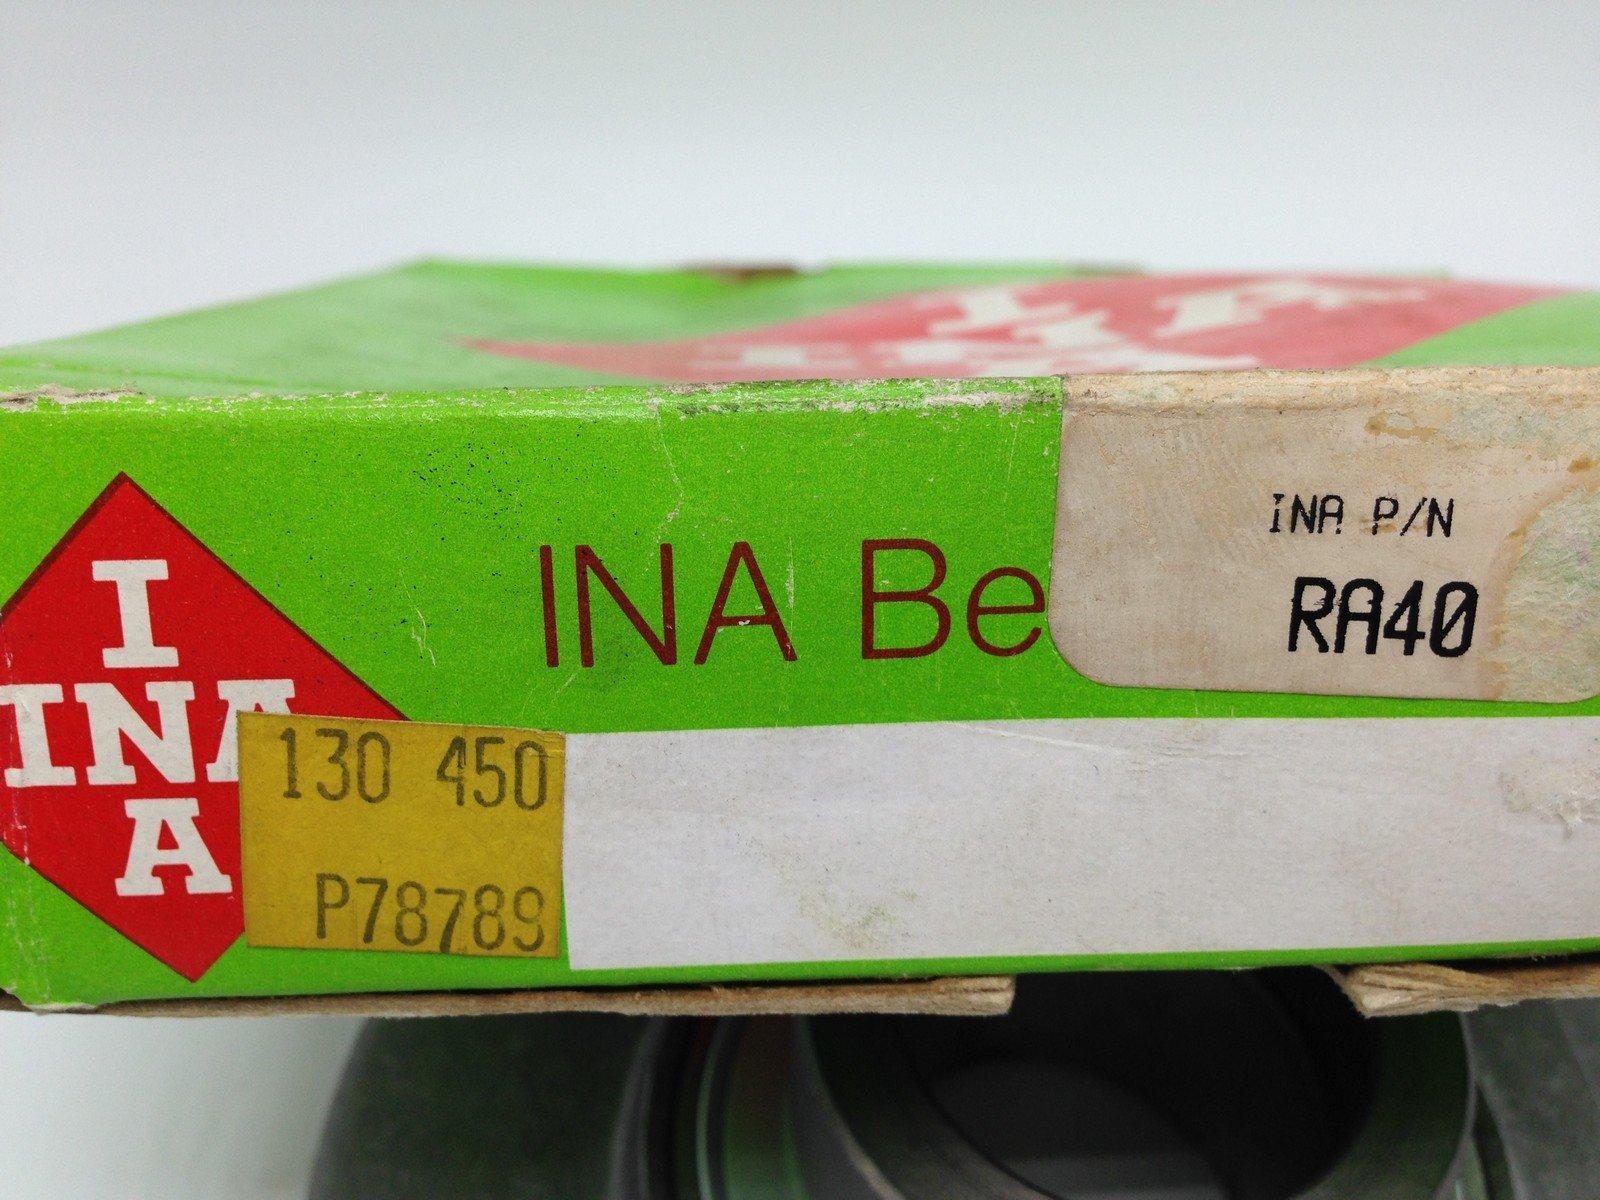 INA
INA P/N
RA40
INA Be
I
INA
A
130 450
P78789